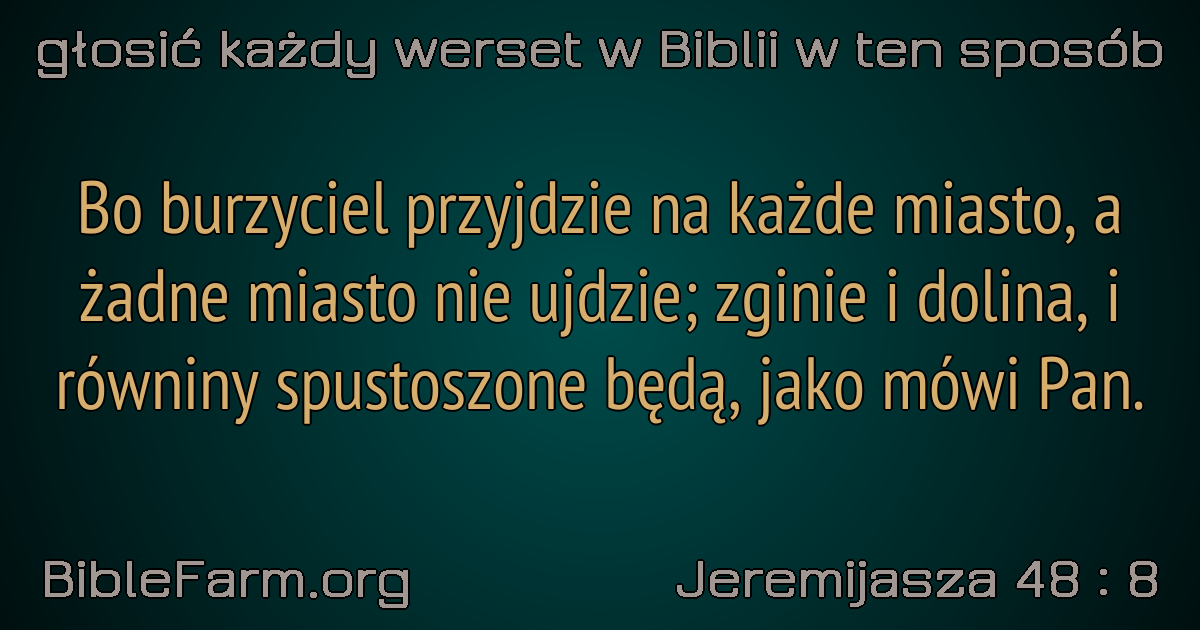 głosić każdy werset w Biblii w ten sposób
Bo burzyciel przyjdzie na każde miasto, a
żadne miasto nie ujdzie; zginie i dolina, i
równiny spustoszone będą, jako mówi Pan.
BibleFarm.org
Jeremijasza 48 : 8